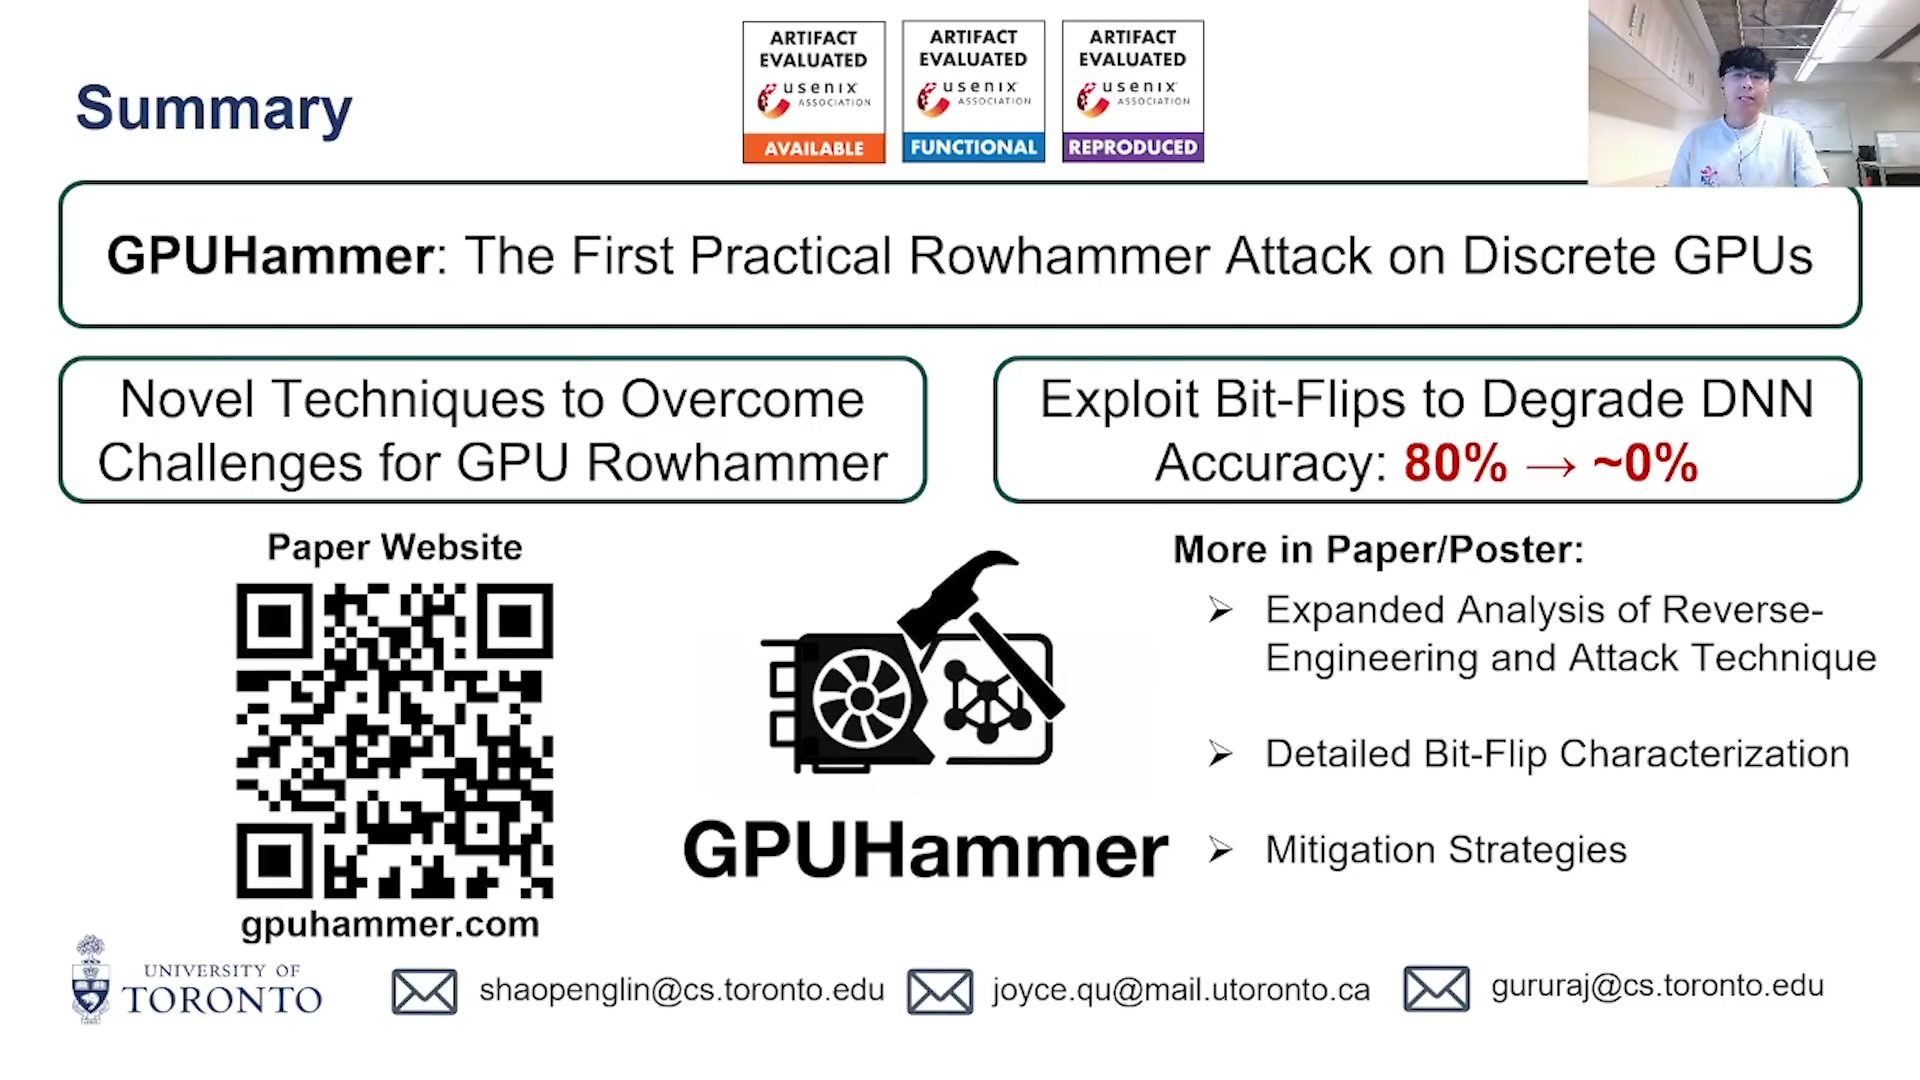 Summary
ARTIFACT
EVALUATED
usenix
ASSOCIATION
AVAILABLE
ARTIFACT
EVALUATED
usenix
ASSOCIATION
FUNCTIONAL
ARTIFACT
EVALUATED
usenix
ASSOCIATION
REPRODUCED
GPUHammer: The First Practical Rowhammer Attack on Discrete GPUs
Novel Techniques to Overcome
Challenges for GPU Rowhammer
Exploit Bit-Flips to Degrade DNN
Accuracy: 80% → ~0%
Paper Website
gpuhammer.com
GPUHammer
More in Paper/Poster:
➢ Expanded Analysis of Reverse-
Engineering and Attack Technique
➢ Detailed Bit-Flip Characterization
➢ Mitigation Strategies
UNIVERSITY OF
TORONTO
shaopenglin@cs.toronto.edu
joyce.qu@mail.utoronto.ca
gururaj@cs.toronto.edu